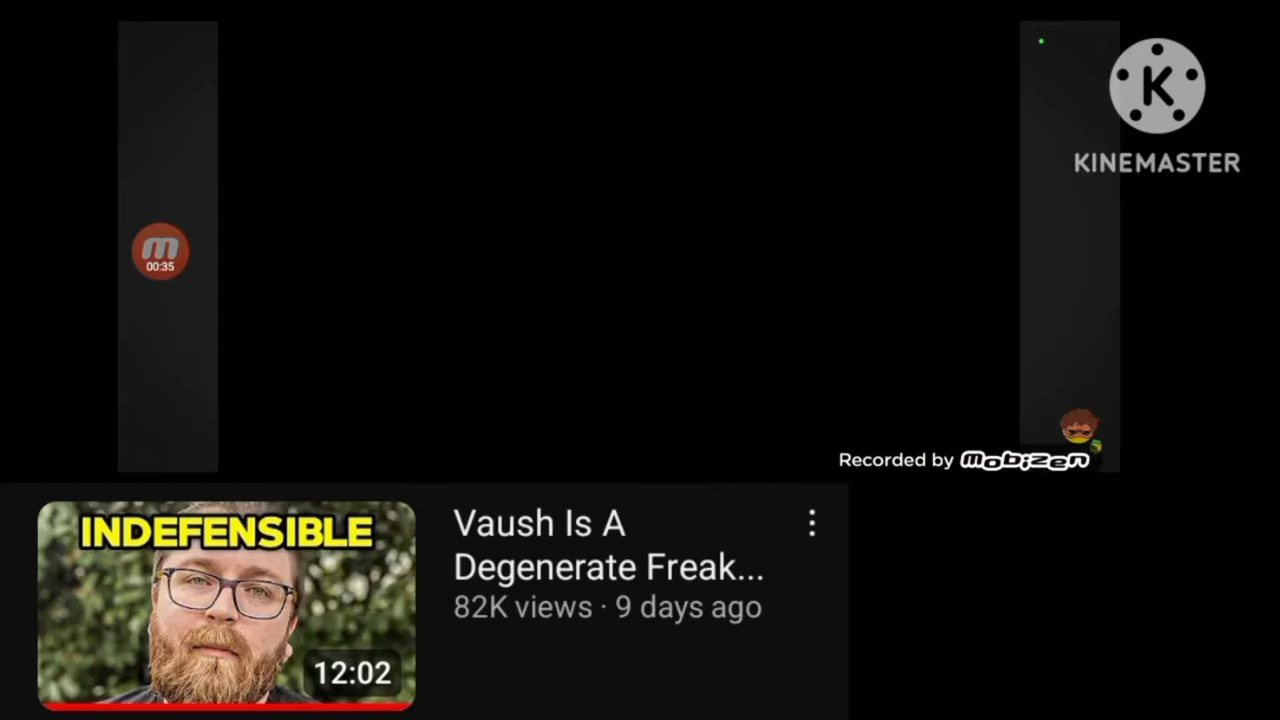 K
KINEMASTER
m
00:35
Recorded by mobizen
INDEFENSIBLE
12:02
Vaush Is A
Degenerate Freak...
82K views · 9 days ago